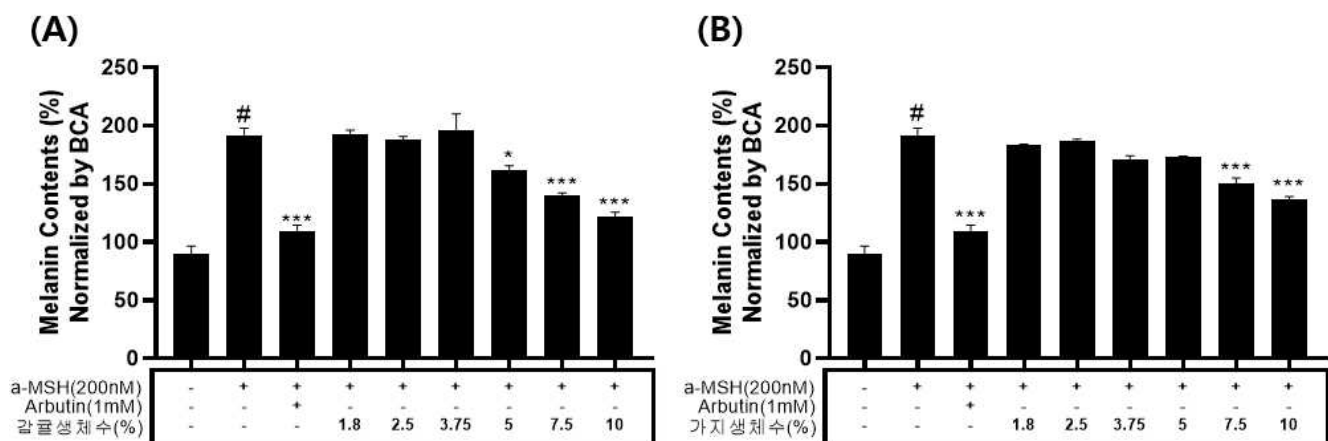 (A)
Melanin Contents (%)
Normalized by BCA
250
200
150
100
50
0
#
***
*
***
***
a-MSH(200nM) - + + + + + + + +
Arbutin(1mM) - - + - - - - - -
감귤생체수(%) - - - 1.8 2.5 3.75 5 7.5 10
(B)
Melanin Contents (%)
Normalized by BCA
250
200
150
100
50
0
#
***
***
***
a-MSH(200nM) - + + + + + + + +
Arbutin(1mM) - - + - - - - - -
가지생체수(%) - - - 1.8 2.5 3.75 5 7.5 10